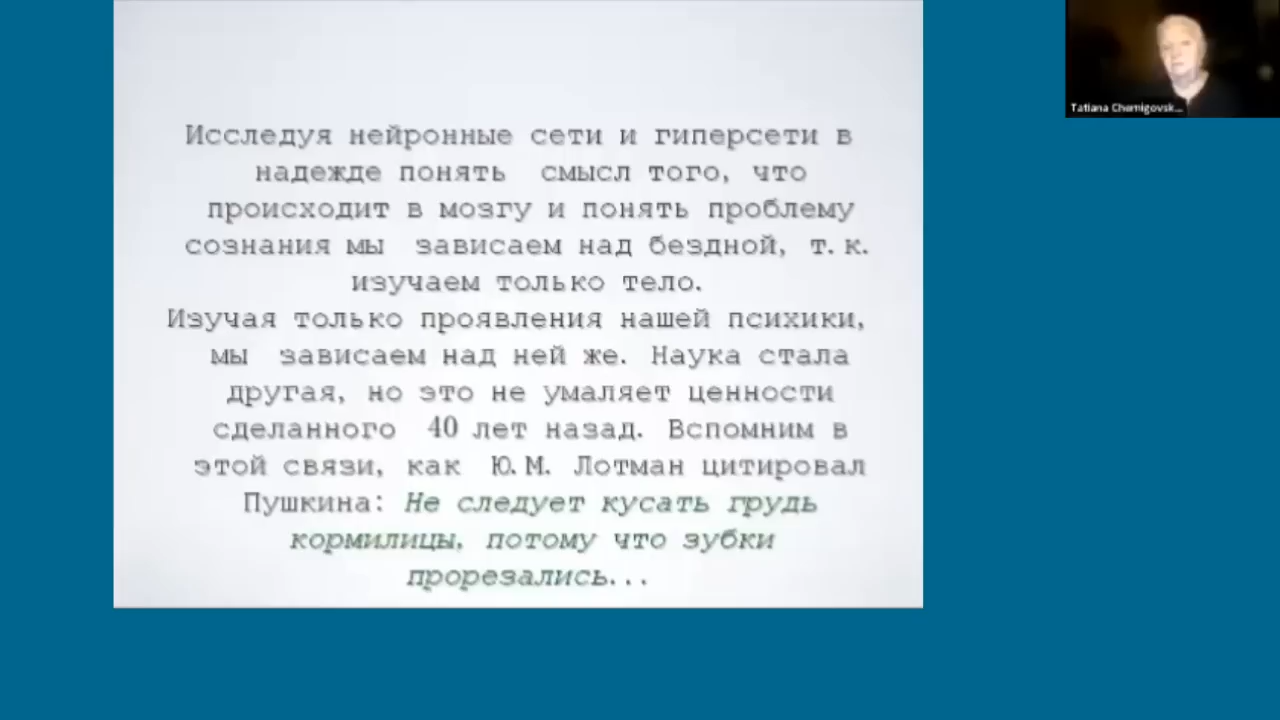 Исследуя нейронные сети и гиперсети в
надежде понять смысл того, что
происходит в мозгу и понять проблему
сознания мы зависаем над бездной, т.к.
изучаем только тело.
Изучая только проявления нашей психики,
мы зависаем над ней же. Наука стала
другая, но это не умаляет ценности
сделанного 40 лет назад. Вспомним в
этой связи, как Ю.М. Лотман цитировал
Пушкина: Не следует кусать грудь
кормилицы, потому что зубки
прорезались...
Tatiana Chernigovsk...